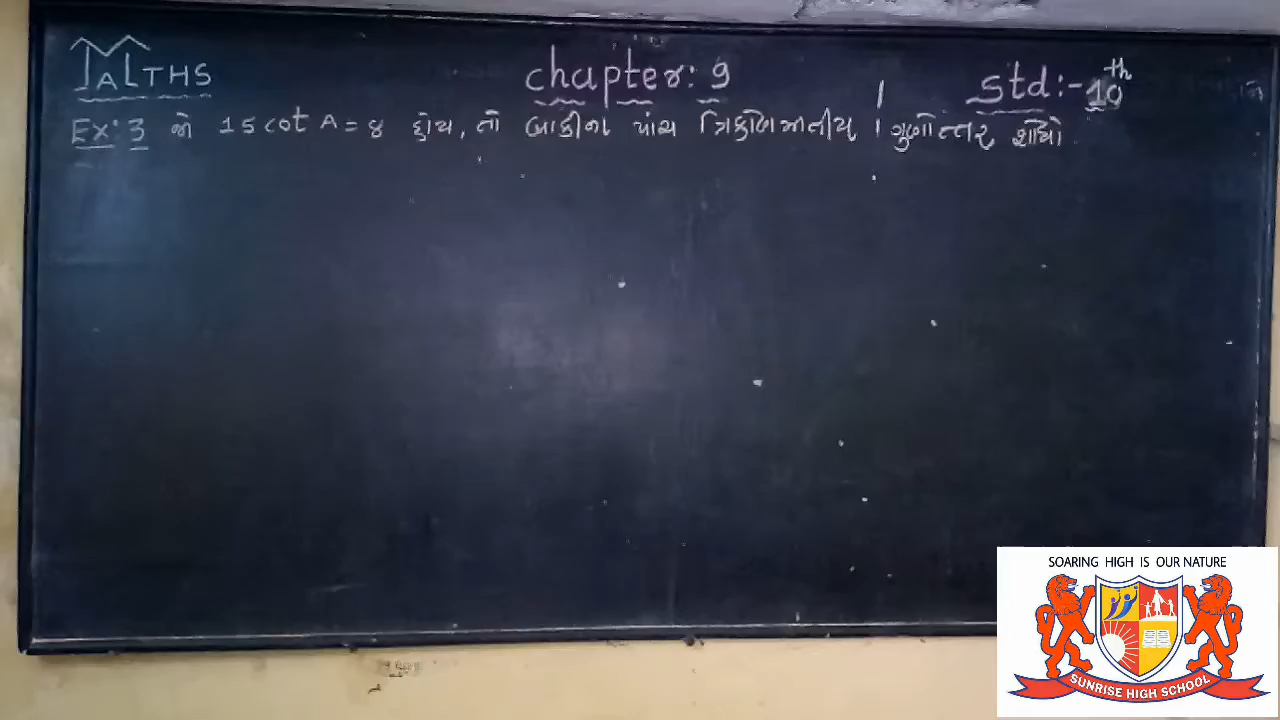 MATHS chapter: 9 Std:- 10th
Ex: 3 જો 15 cot A = 8 હોય, તો બાકીના પાંચ ત્રિકોણમિતીય ગુણોત્તર શોધો
SOARING HIGH IS OUR NATURE
SUNRISE HIGH SCHOOL